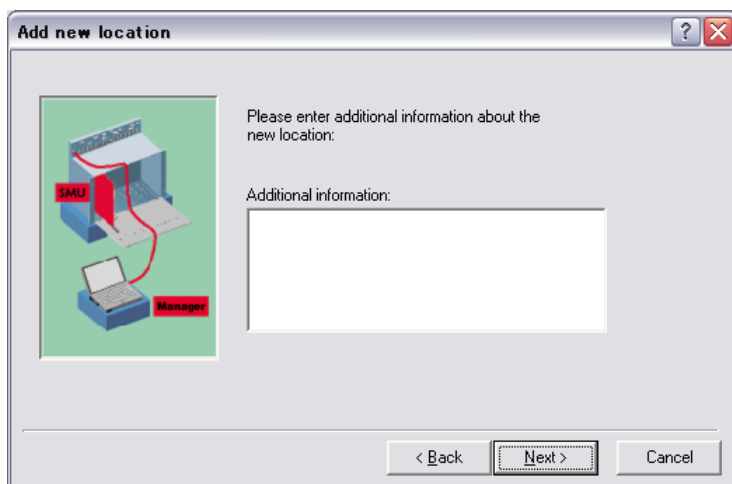 Add new location
SMU
Manager
Please enter additional information about the
new location:
Additional information:
< Back
Next >
Cancel